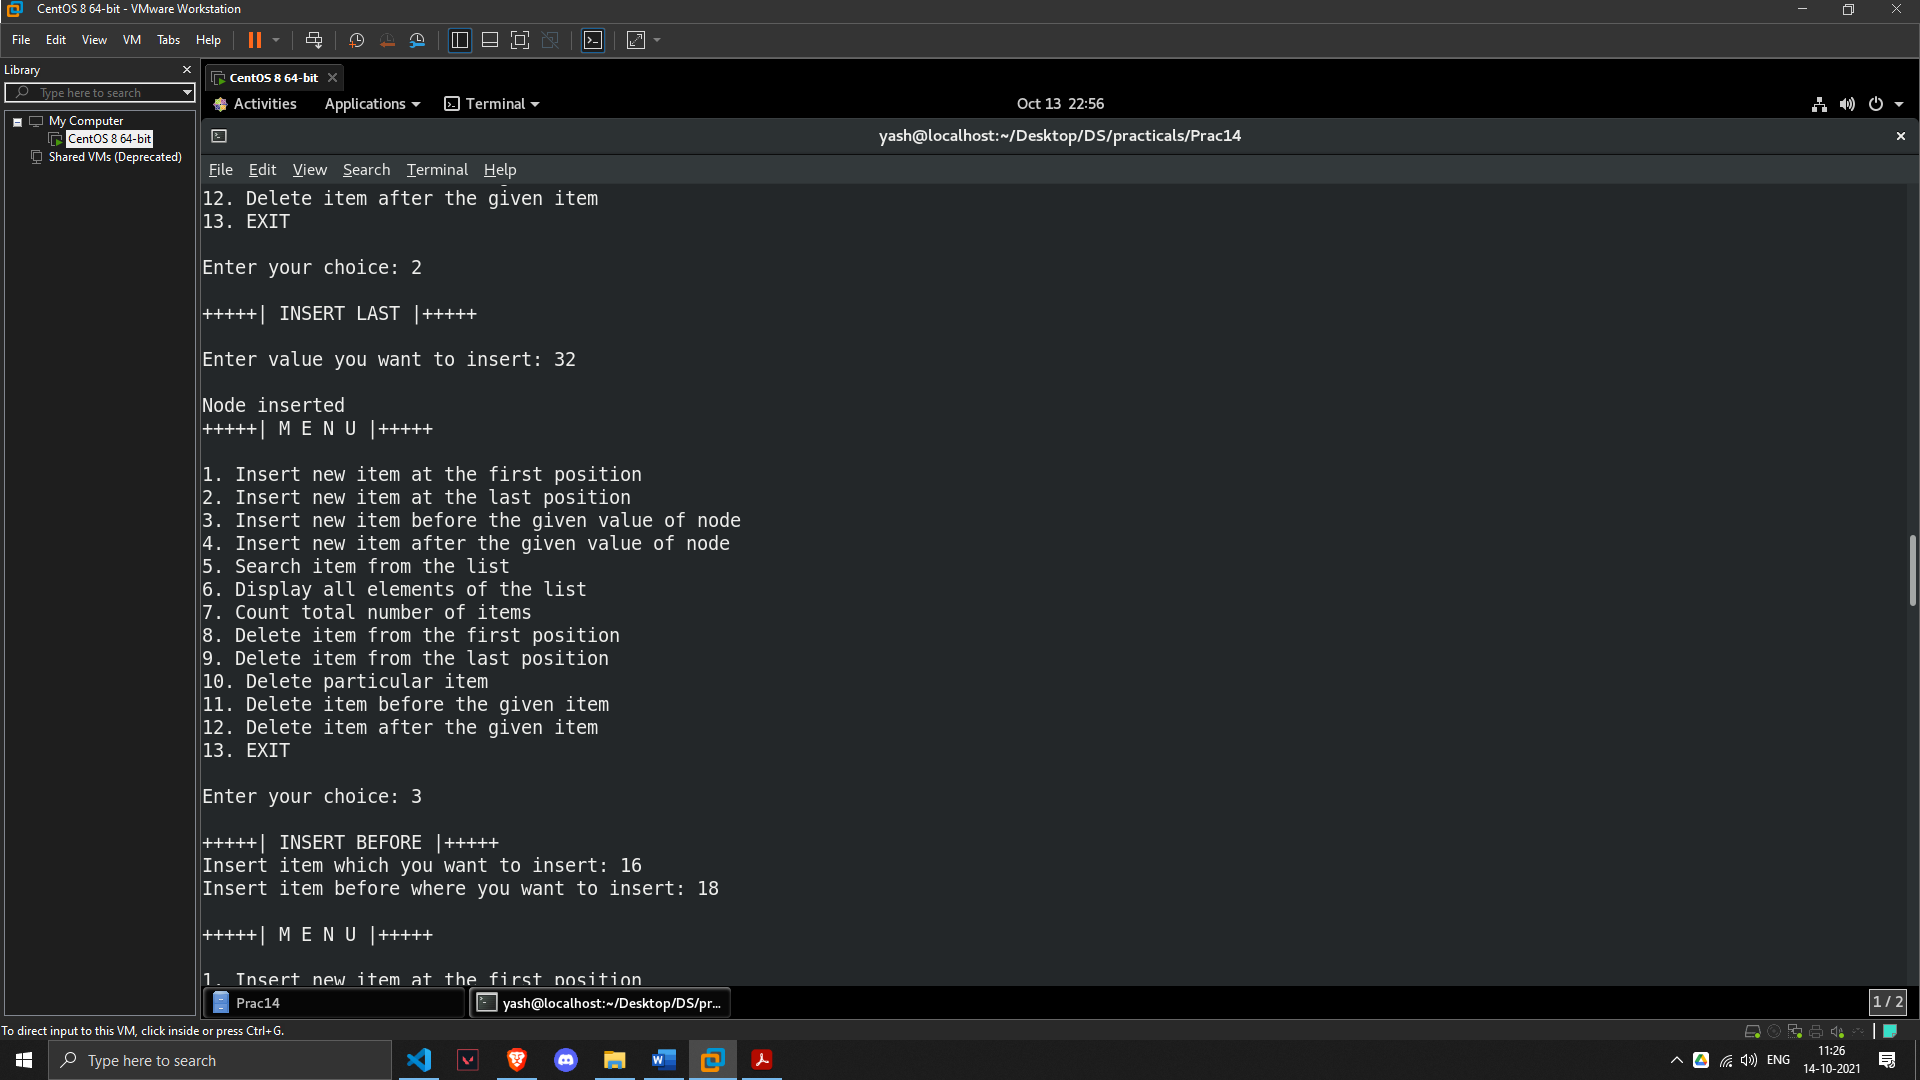 CentOS 8 64-bit - VMware Workstation
File Edit View VM Tabs Help
Library
Type here to search
My Computer
CentOS 8 64-bit
Shared VMs (Deprecated)
CentOS 8 64-bit
Activities Applications Terminal Oct 13 22:56
yash@localhost:~/Desktop/DS/practicals/Prac14
File Edit View Search Terminal Help
12. Delete item after the given item
13. EXIT
Enter your choice: 2
+++++| INSERT LAST |+++++
Enter value you want to insert: 32
Node inserted
+++++| M E N U |+++++
1. Insert new item at the first position
2. Insert new item at the last position
3. Insert new item before the given value of node
4. Insert new item after the given value of node
5. Search item from the list
6. Display all elements of the list
7. Count total number of items
8. Delete item from the first position
9. Delete item from the last position
10. Delete particular item
11. Delete item before the given item
12. Delete item after the given item
13. EXIT
Enter your choice: 3
+++++| INSERT BEFORE |+++++
Insert item which you want to insert: 16
Insert item before where you want to insert: 18
+++++| M E N U |+++++
1. Insert new item at the first position
Prac14 yash@localhost:~/Desktop/DS/pr... 1 / 2
To direct input to this VM, click inside or press Ctrl+G.
Type here to search
ENG
11:26
14-10-2021